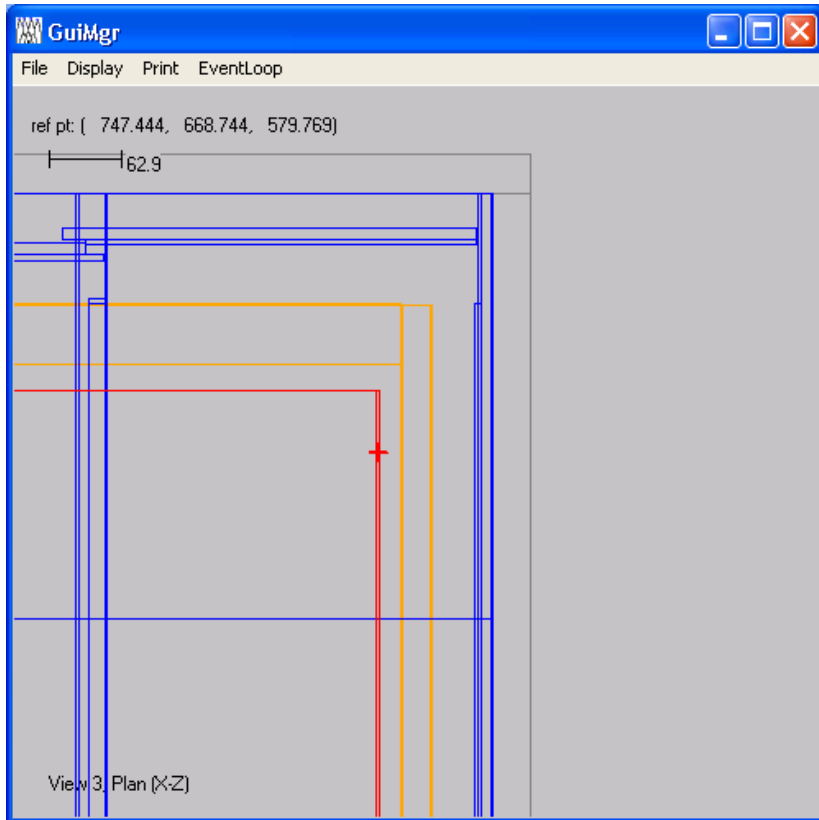 GuiMgr
File Display Print EventLoop
ref pt: ( 747.444, 668.744, 579.769)
62.9
View 3, Plan (X-Z)